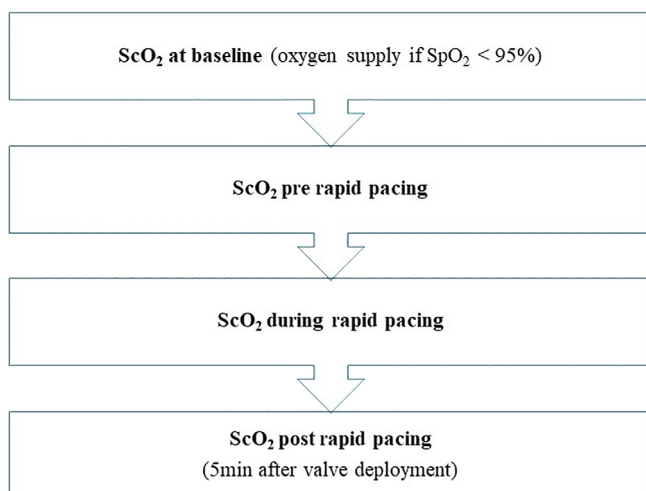 ScO₂ at baseline (oxygen supply if SpO₂ < 95%)
ScO₂ pre rapid pacing
ScO₂ during rapid pacing
ScO₂ post rapid pacing
(5min after valve deployment)